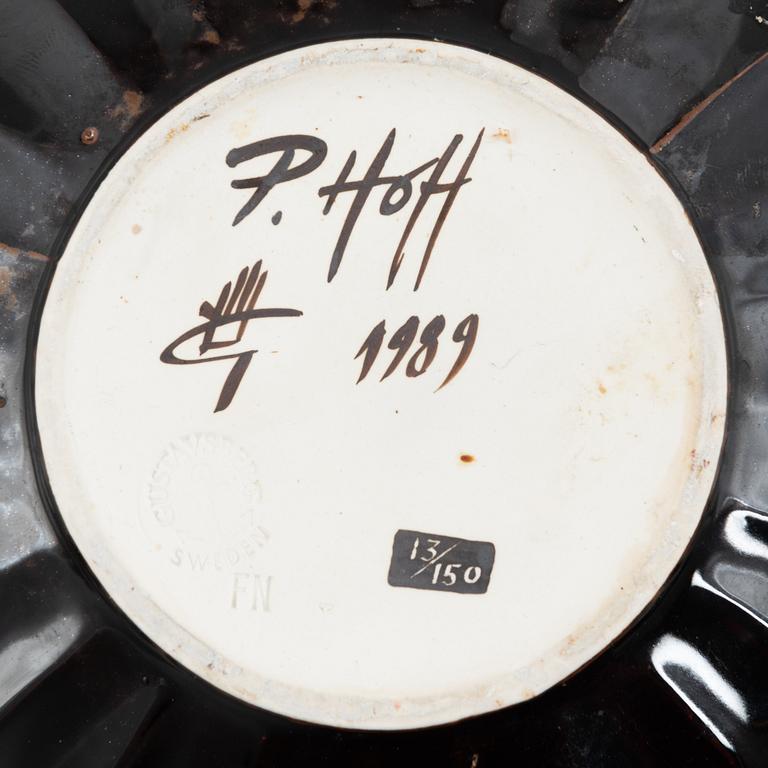 P. Hoff
G 1989
GUSTAVSBERG
SWEDEN
FN
13/150